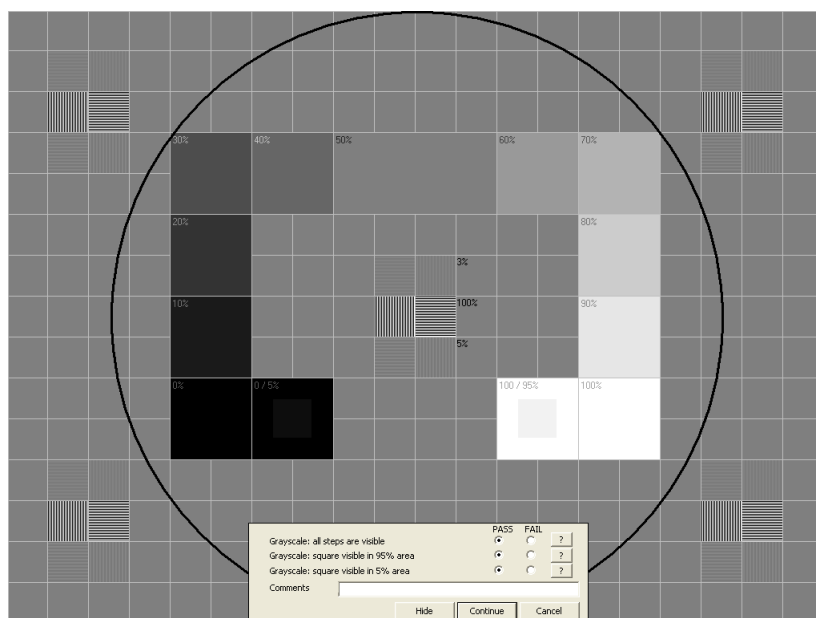 30% 40% 50% 60% 70%
20% 80%
3%
10% 100% 90%
5%
0% 0 / 5% 100 / 95% 100%
PASS FAIL
Grayscale: all steps are visible ?
Grayscale: square visible in 95% area ?
Grayscale: square visible in 5% area ?
Comments
Hide Continue Cancel